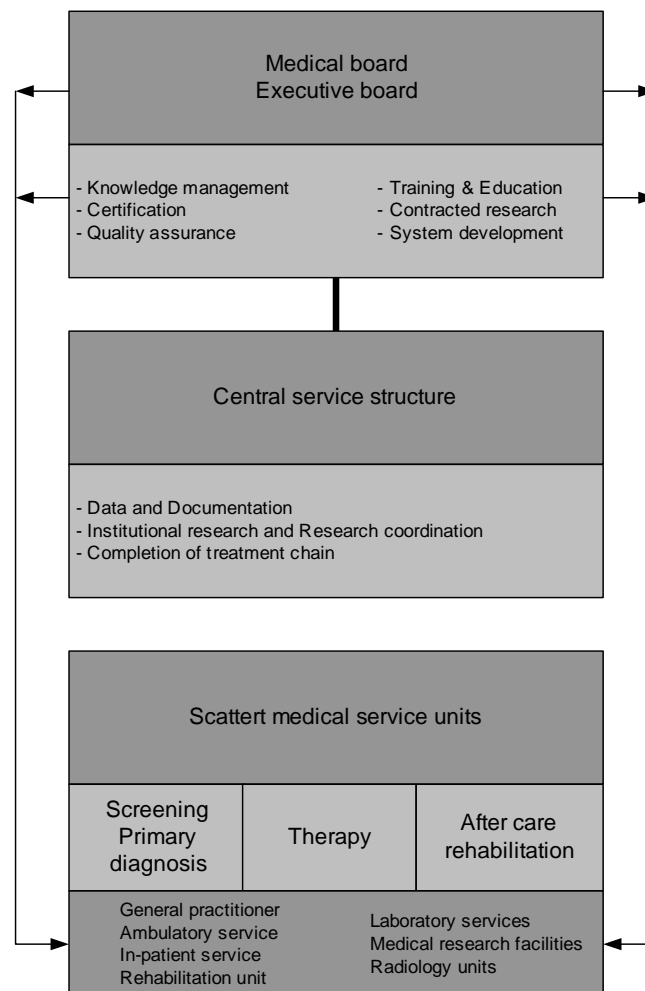 Medical board
Executive board
- Knowledge management
- Certification
- Quality assurance
- Training & Education
- Contracted research
- System development
Central service structure
- Data and Documentation
- Institutional research and Research coordination
- Completion of treatment chain
Scattert medical service units
Screening
Primary
diagnosis
Therapy
After care
rehabilitation
General practitioner
Ambulatory service
In-patient service
Rehabilitation unit
Laboratory services
Medical research facilities
Radiology units